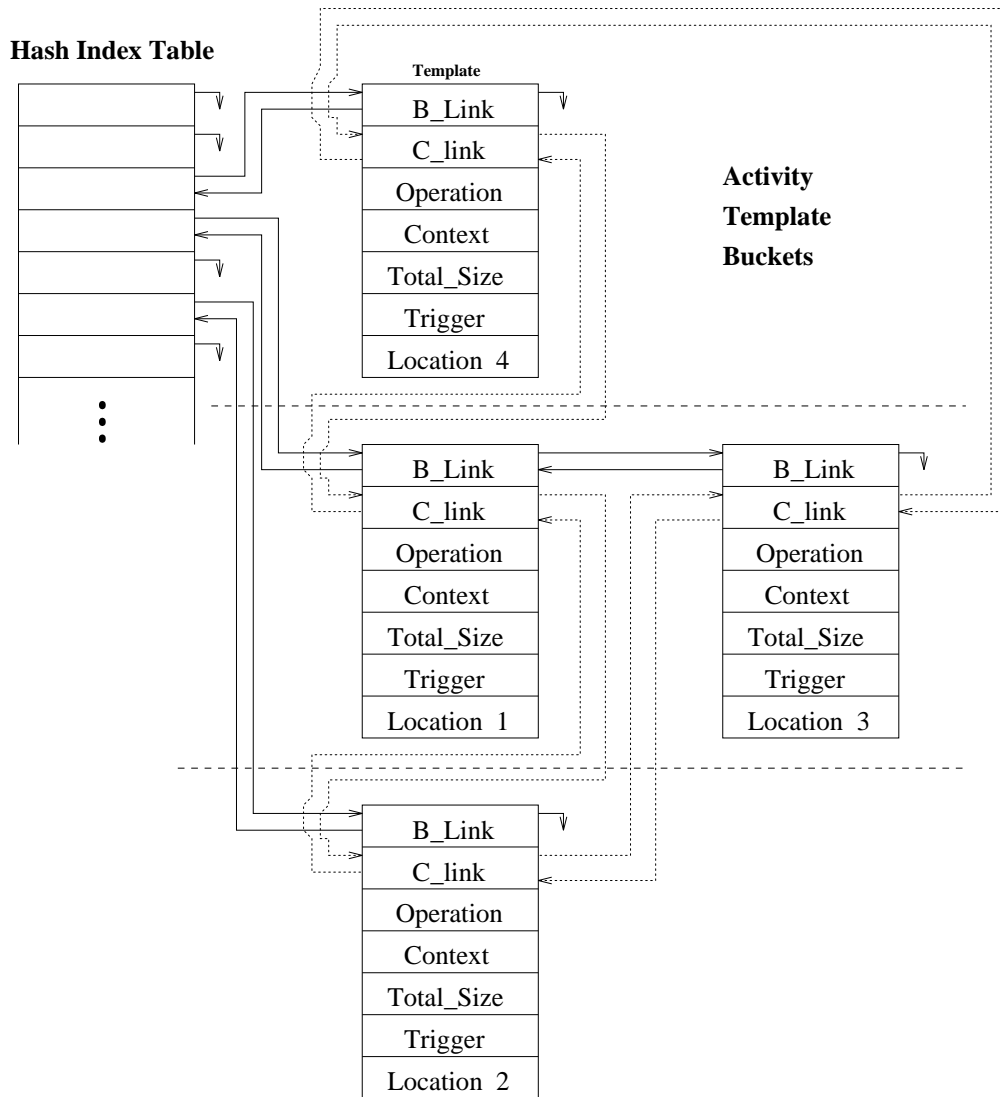 Hash Index Table
Template
B_Link
C_link
Operation
Context
Total_Size
Trigger
Location 4
Activity
Template
Buckets
B_Link
C_link
Operation
Context
Total_Size
Trigger
Location 1
B_Link
C_link
Operation
Context
Total_Size
Trigger
Location 3
B_Link
C_link
Operation
Context
Total_Size
Trigger
Location 2